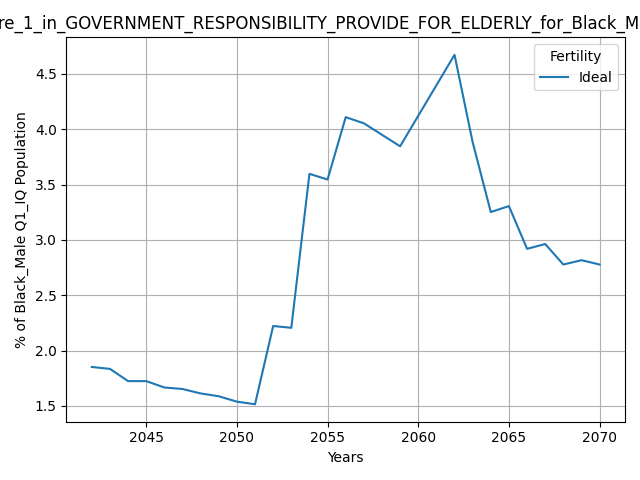 re_1_in_GOVERNMENT_RESPONSIBILITY_PROVIDE_FOR_ELDERLY_for_Black_M
Fertility
Ideal
% of Black_Male Q1_IQ Population
4.5
4.0
3.5
3.0
2.5
2.0
1.5
2045 2050 2055 2060 2065 2070
Years